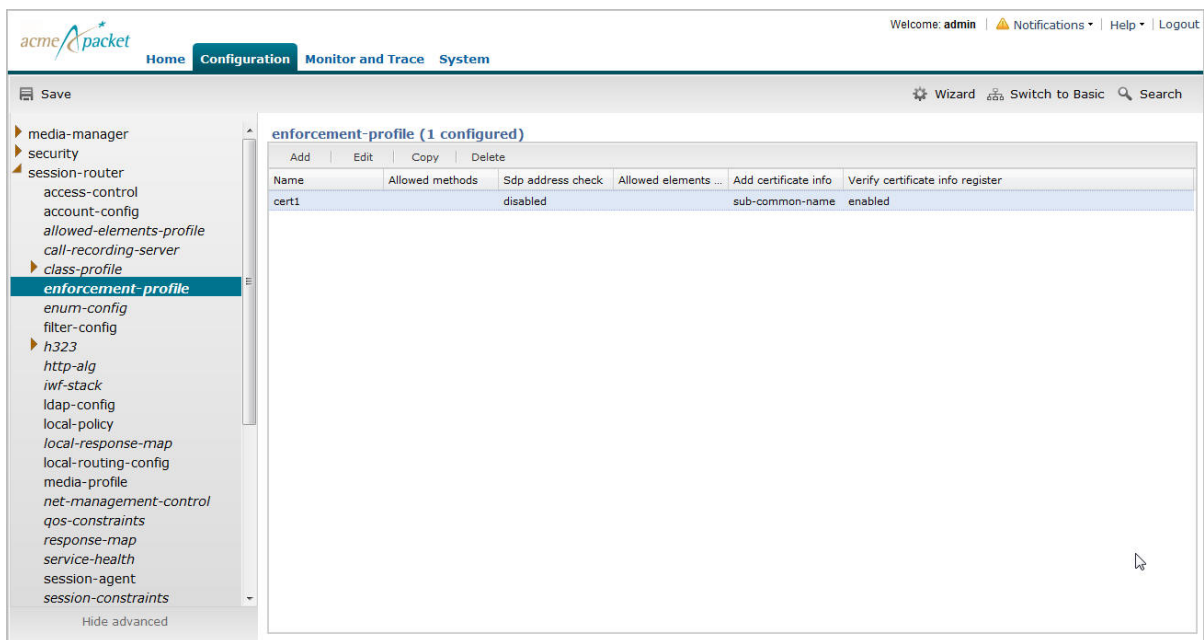 acme packet
Welcome: admin | Notifications | Help | Logout
Home Configuration Monitor and Trace System
Save
Wizard Switch to Basic Search
media-manager
security
session-router
access-control
account-config
allowed-elements-profile
call-recording-server
class-profile
enforcement-profile
enum-config
filter-config
h323
http-alg
iwf-stack
ldap-config
local-policy
local-response-map
local-routing-config
media-profile
net-management-control
qos-constraints
response-map
service-health
session-agent
session-constraints
Hide advanced
enforcement-profile (1 configured)
Add | Edit | Copy | Delete
Name Allowed methods Sdp address check Allowed elements ... Add certificate info Verify certificate info register
cert1 disabled sub-common-name enabled